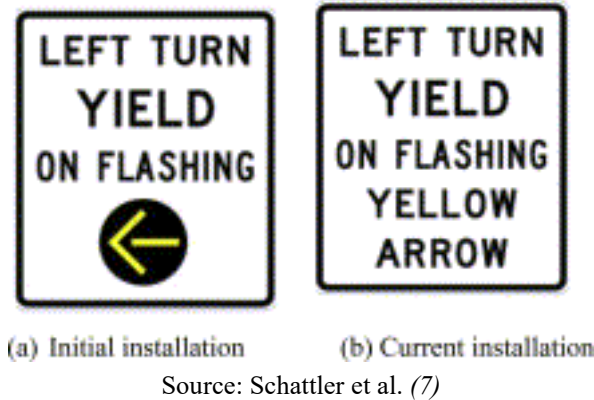 LEFT TURN
YIELD
ON FLASHING
LEFT TURN
YIELD
ON FLASHING
YELLOW
ARROW
(a) Initial installation
(b) Current installation
Source: Schattler et al. (7)